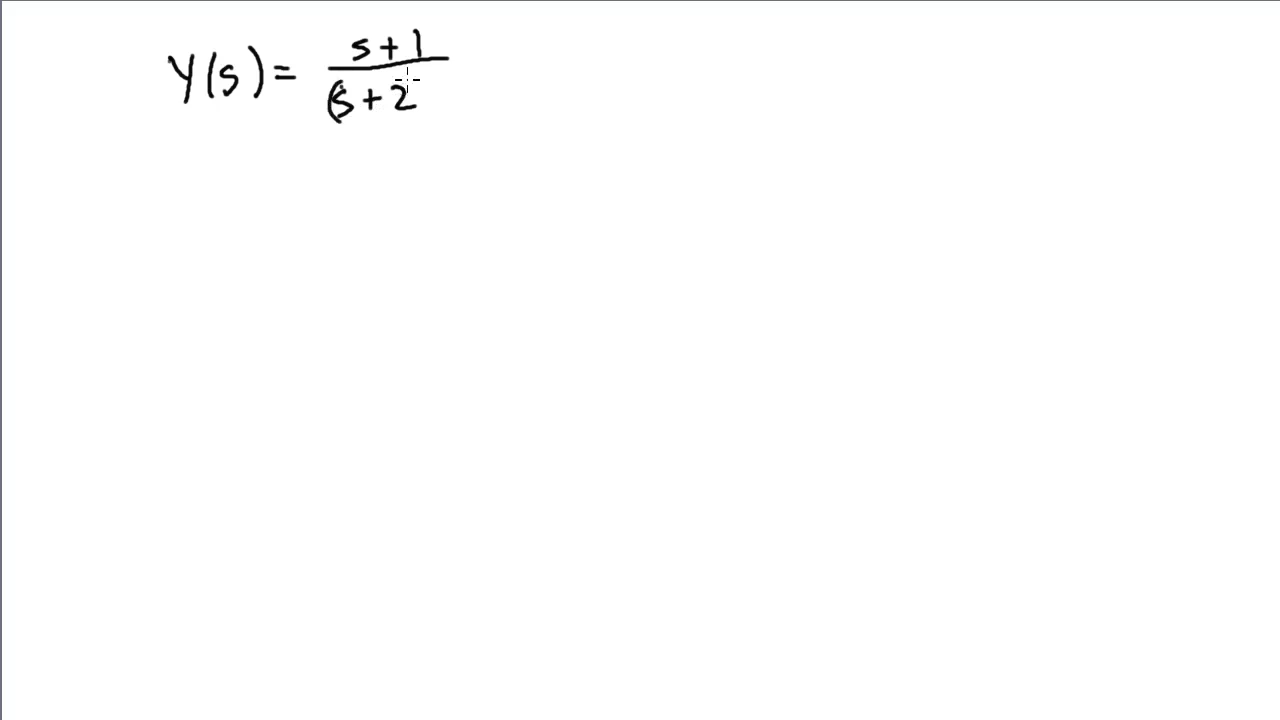 Y(s) = s+1
(s+2